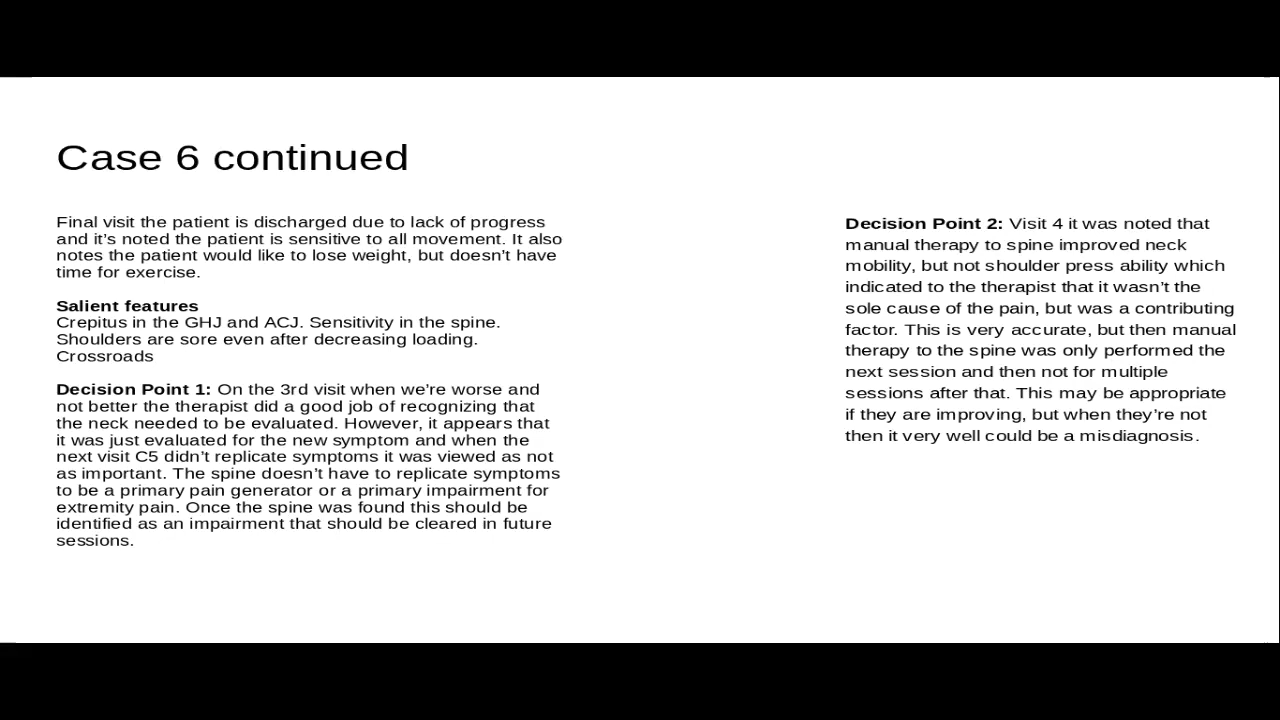 Case 6 continued
Final visit the patient is discharged due to lack of progress
and it’s noted the patient is sensitive to all movement. It also
notes the patient would like to lose weight, but doesn’t have
time for exercise.
Salient features
Crepitus in the GHJ and ACJ. Sensitivity in the spine.
Shoulders are sore even after decreasing loading.
Crossroads
Decision Point 1: On the 3rd visit when we’re worse and
not better the therapist did a good job of recognizing that
the neck needed to be evaluated. However, it appears that
it was just evaluated for the new symptom and when the
next visit C5 didn’t replicate symptoms it was viewed as not
as important. The spine doesn’t have to replicate symptoms
to be a primary pain generator or a primary impairment for
extremity pain. Once the spine was found this should be
identified as an impairment that should be cleared in future
sessions.
Decision Point 2: Visit 4 it was noted that
manual therapy to spine improved neck
mobility, but not shoulder press ability which
indicated to the therapist that it wasn’t the
sole cause of the pain, but was a contributing
factor. This is very accurate, but then manual
therapy to the spine was only performed the
next session and then not for multiple
sessions after that. This may be appropriate
if they are improving, but when they’re not
then it very well could be a misdiagnosis.